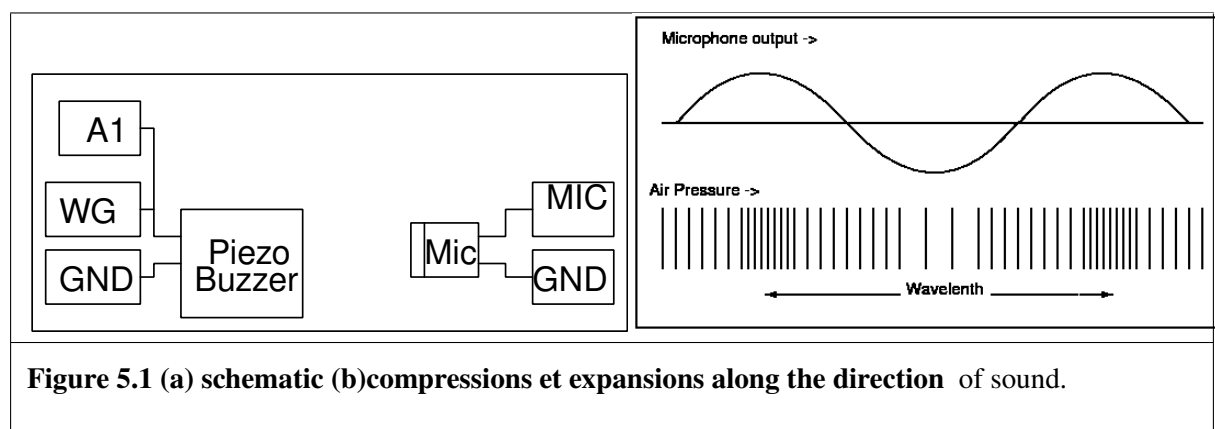 A1
WG
GND
Piezo
Buzzer
Mic
MIC
GND
Microphone output ->
Air Pressure ->
Wavelenth
Figure 5.1 (a) schematic (b)compressions et expansions along the direction of sound.